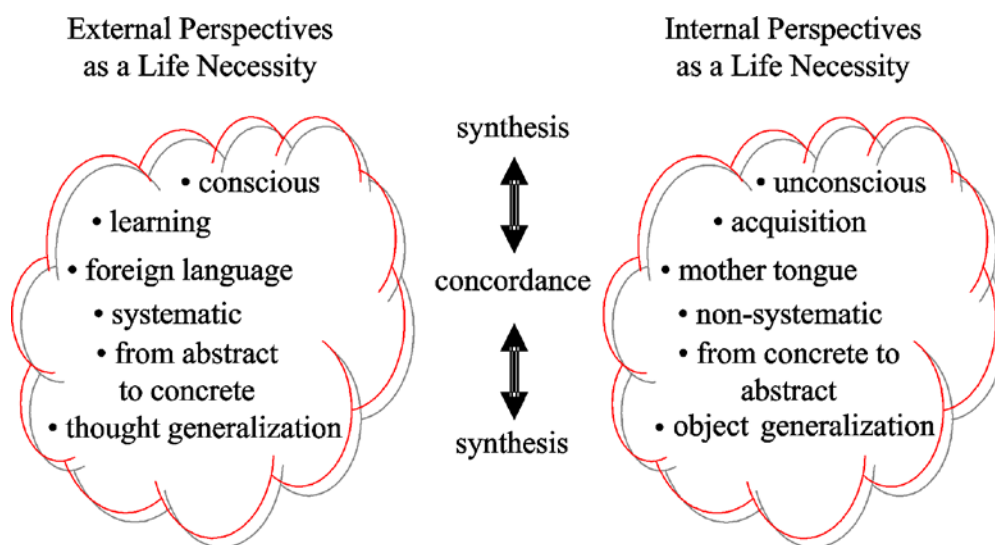 External Perspectives
as a Life Necessity
• conscious
• learning
• foreign language
• systematic
• from abstract
to concrete
• thought generalization
synthesis
concordance
synthesis
Internal Perspectives
as a Life Necessity
• unconscious
• acquisition
• mother tongue
• non-systematic
• from concrete to
abstract
• object generalization